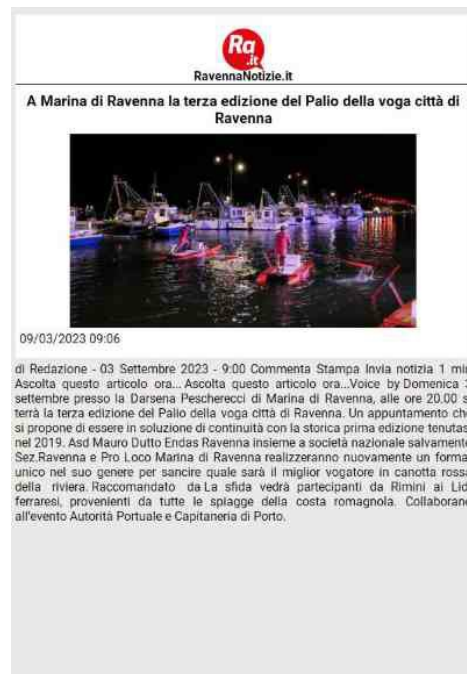 Ra
.it
RavennaNotizie.it
A Marina di Ravenna la terza edizione del Palio della voga città di
Ravenna
09/03/2023 09:06
di Redazione - 03 Settembre 2023 - 9:00 Commenta Stampa Invia notizia 1 min
Ascolta questo articolo ora... Ascolta questo articolo ora...Voice by Domenica 3
settembre presso la Darsena Pescherecci di Marina di Ravenna, alle ore 20.00 s
terrà la terza edizione del Palio della voga città di Ravenna. Un appuntamento che
si propone di essere in soluzione di continuità con la storica prima edizione tenutas
nel 2019. Asd Mauro Dutto Endas Ravenna insieme a società nazionale salvamento
Sez.Ravenna e Pro Loco Marina di Ravenna realizzeranno nuovamente un format
unico nel suo genere per sancire quale sarà il miglior vogatore in canotta rossa
della riviera. Raccomandato da La sfida vedrà partecipanti da Rimini ai Lid
ferraresi, provenienti da tutte le spiagge della costa romagnola. Collaborano
all'evento Autorità Portuale e Capitaneria di Porto.